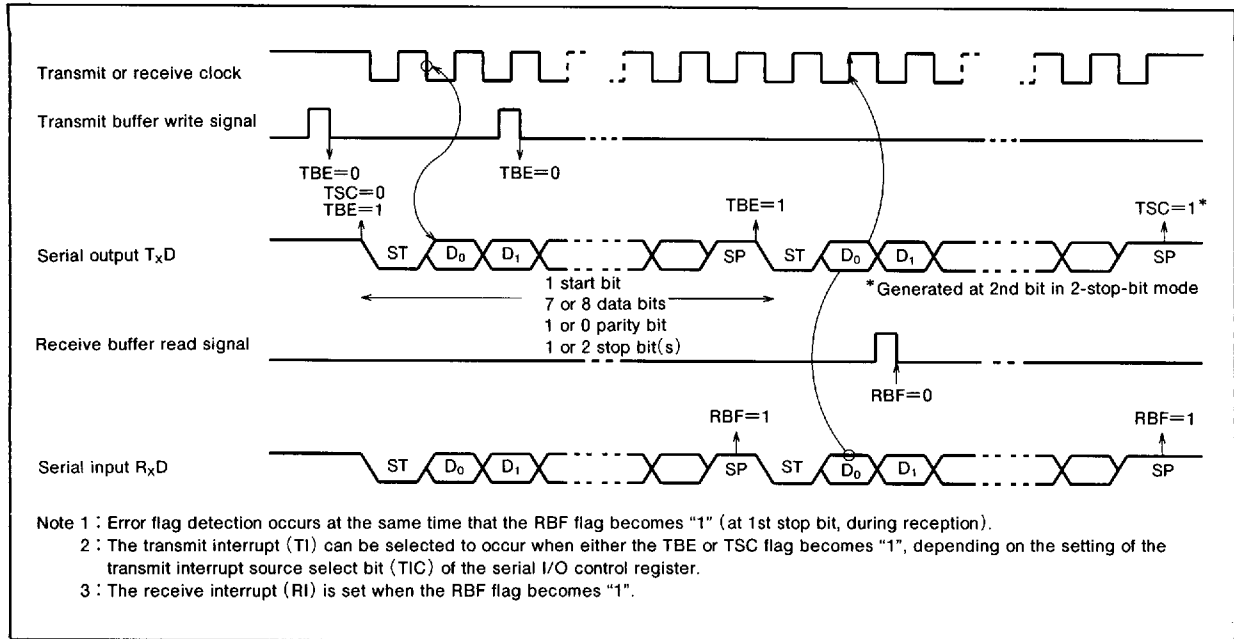 Transmit or receive clock
Transmit buffer write signal
TBE=0
TSC=0
TBE=1
TBE=0
TBE=1
TSC=1*
Serial output TxD
ST
D0
D1
SP
ST
D0
D1
SP
*Generated at 2nd bit in 2-stop-bit mode
1 start bit
7 or 8 data bits
1 or 0 parity bit
1 or 2 stop bit(s)
Receive buffer read signal
RBF=0
RBF=1
RBF=1
Serial input RxD
ST
D0
D1
SP
ST
D0
D1
SP
Note 1 : Error flag detection occurs at the same time that the RBF flag becomes “1” (at 1st stop bit, during reception).
2 : The transmit interrupt (TI) can be selected to occur when either the TBE or TSC flag becomes “1”, depending on the setting of the
transmit interrupt source select bit (TIC) of the serial I/O control register.
3 : The receive interrupt (RI) is set when the RBF flag becomes “1”.